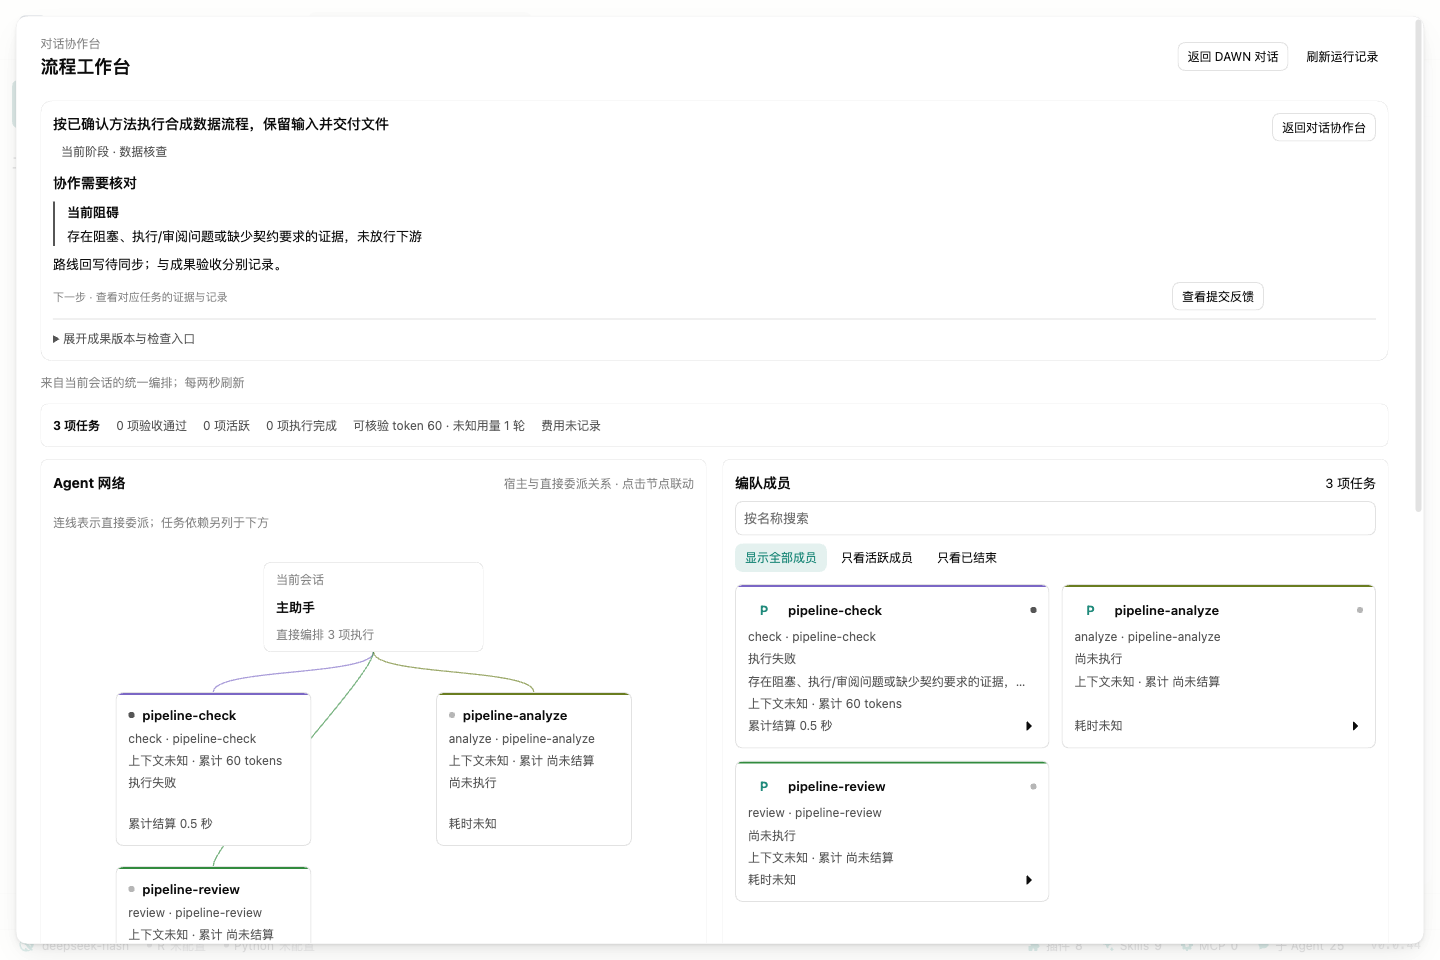 对话协作台
流程工作台
返回 DAWN 对话
刷新运行记录
按已确认方法执行合成数据流程，保留输入并交付文件
返回对话协作台
当前阶段 · 数据核查
协作需要核对
当前阻碍
存在阻塞、执行/审阅问题或缺少契约要求的证据，未放行下游
路线回写待同步；与成果验收分别记录。
下一步 · 查看对应任务的证据与记录
查看提交反馈
展开成果版本与检查入口
来自当前会话的统一编排；每两秒刷新
3 项任务 0 项验收通过 0 项活跃 0 项执行完成 可核验 token 60 · 未知用量 1 轮 费用未记录
Agent 网络
宿主与直接委派关系 · 点击节点联动
连线表示直接委派；任务依赖另列于下方
当前会话
主助手
直接编排 3 项执行
pipeline-check
check · pipeline-check
上下文未知 · 累计 60 tokens
执行失败
累计结算 0.5 秒
pipeline-analyze
analyze · pipeline-analyze
上下文未知 · 累计 尚未结算
尚未执行
耗时未知
pipeline-review
review · pipeline-review
上下文未知 · 累计 尚未结算
编队成员
3 项任务
按名称搜索
显示全部成员 只看活跃成员 只看已结束
P pipeline-check
check · pipeline-check
执行失败
存在阻塞、执行/审阅问题或缺少契约要求的证据，...
上下文未知 · 累计 60 tokens
累计结算 0.5 秒
P pipeline-analyze
analyze · pipeline-analyze
尚未执行
上下文未知 · 累计 尚未结算
耗时未知
P pipeline-review
review · pipeline-review
尚未执行
上下文未知 · 累计 尚未结算
耗时未知